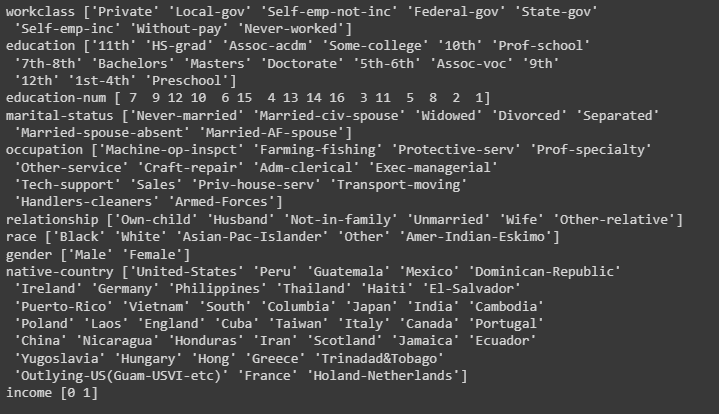 workclass ['Private' 'Local-gov' 'Self-emp-not-inc' 'Federal-gov' 'State-gov'
'Self-emp-inc' 'Without-pay' 'Never-worked']
education ['11th' 'HS-grad' 'Assoc-acdm' 'Some-college' '10th' 'Prof-school'
'7th-8th' 'Bachelors' 'Masters' 'Doctorate' '5th-6th' 'Assoc-voc' '9th'
'12th' '1st-4th' 'Preschool']
education-num [ 7 9 12 10 6 15 4 13 14 16 3 11 5 8 2 1]
marital-status ['Never-married' 'Married-civ-spouse' 'Widowed' 'Divorced' 'Separated'
'Married-spouse-absent' 'Married-AF-spouse']
occupation ['Machine-op-inspct' 'Farming-fishing' 'Protective-serv' 'Prof-specialty'
'Other-service' 'Craft-repair' 'Adm-clerical' 'Exec-managerial'
'Tech-support' 'Sales' 'Priv-house-serv' 'Transport-moving'
'Handlers-cleaners' 'Armed-Forces']
relationship ['Own-child' 'Husband' 'Not-in-family' 'Unmarried' 'Wife' 'Other-relative']
race ['Black' 'White' 'Asian-Pac-Islander' 'Other' 'Amer-Indian-Eskimo']
gender ['Male' 'Female']
native-country ['United-States' 'Peru' 'Guatemala' 'Mexico' 'Dominican-Republic'
'Ireland' 'Germany' 'Philippines' 'Thailand' 'Haiti' 'El-Salvador'
'Puerto-Rico' 'Vietnam' 'South' 'Columbia' 'Japan' 'India' 'Cambodia'
'Poland' 'Laos' 'England' 'Cuba' 'Taiwan' 'Italy' 'Canada' 'Portugal'
'China' 'Nicaragua' 'Honduras' 'Iran' 'Scotland' 'Jamaica' 'Ecuador'
'Yugoslavia' 'Hungary' 'Hong' 'Greece' 'Trinadad&Tobago'
'Outlying-US(Guam-USVI-etc)' 'France' 'Holand-Netherlands']
income [0 1]